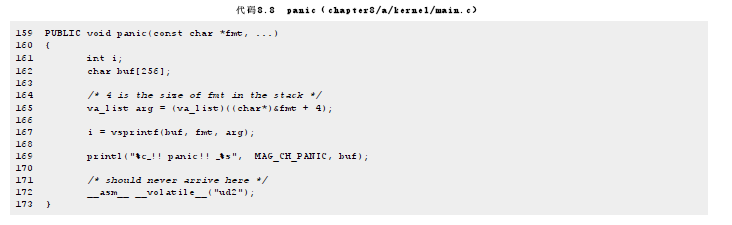 代码8.8 panic（chapter8/a/kernel/main.c）
159 PUBLIC void panic(const char *fmt, ...)
160 {
161 int i;
162 char buf[256];
163
164 /* 4 is the size of fmt in the stack */
165 va_list arg = (va_list)((char*)&fmt + 4);
166
167 i = vsprintf(buf, fmt, arg);
168
169 printl("%c !! panic!! %s", MAG_CH_PANIC, buf);
170
171 /* should never arrive here */
172 __asm__ __volatile__("ud2");
173 }